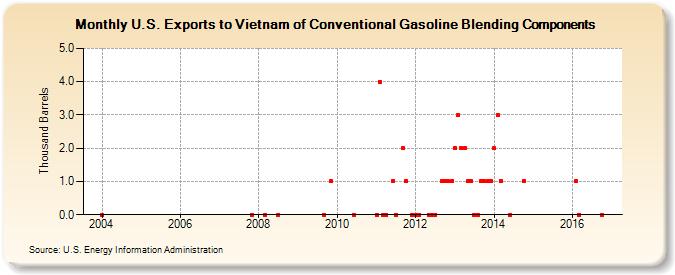 Monthly U.S. Exports to Vietnam of Conventional Gasoline Blending Components
Thousand Barrels
5.0
4.0
3.0
2.0
1.0
0.0
2004 2006 2008 2010 2012 2014 2016
Source: U.S. Energy Information Administration